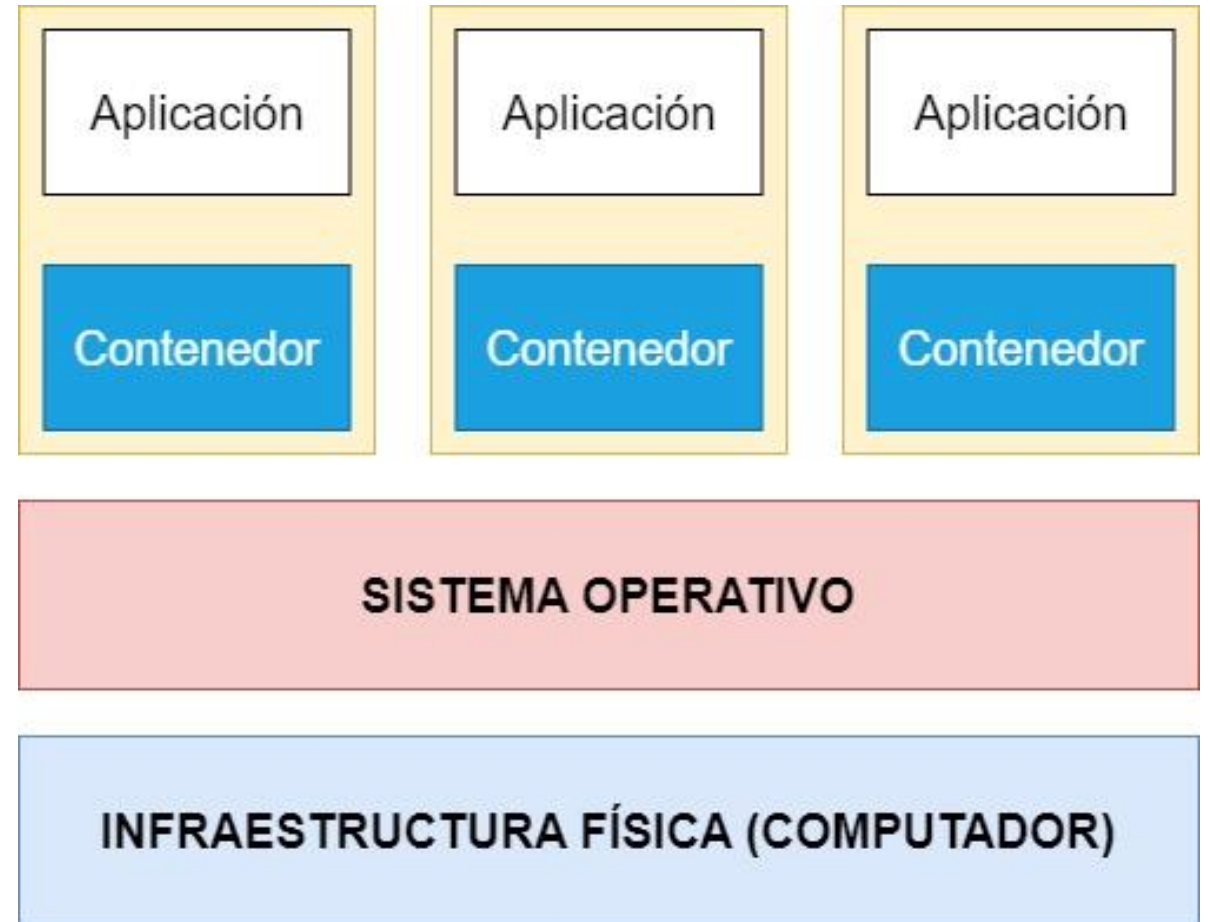 Aplicación
Aplicación
Aplicación
Contenedor
Contenedor
Contenedor
SISTEMA OPERATIVO
INFRAESTRUCTURA FÍSICA (COMPUTADOR)